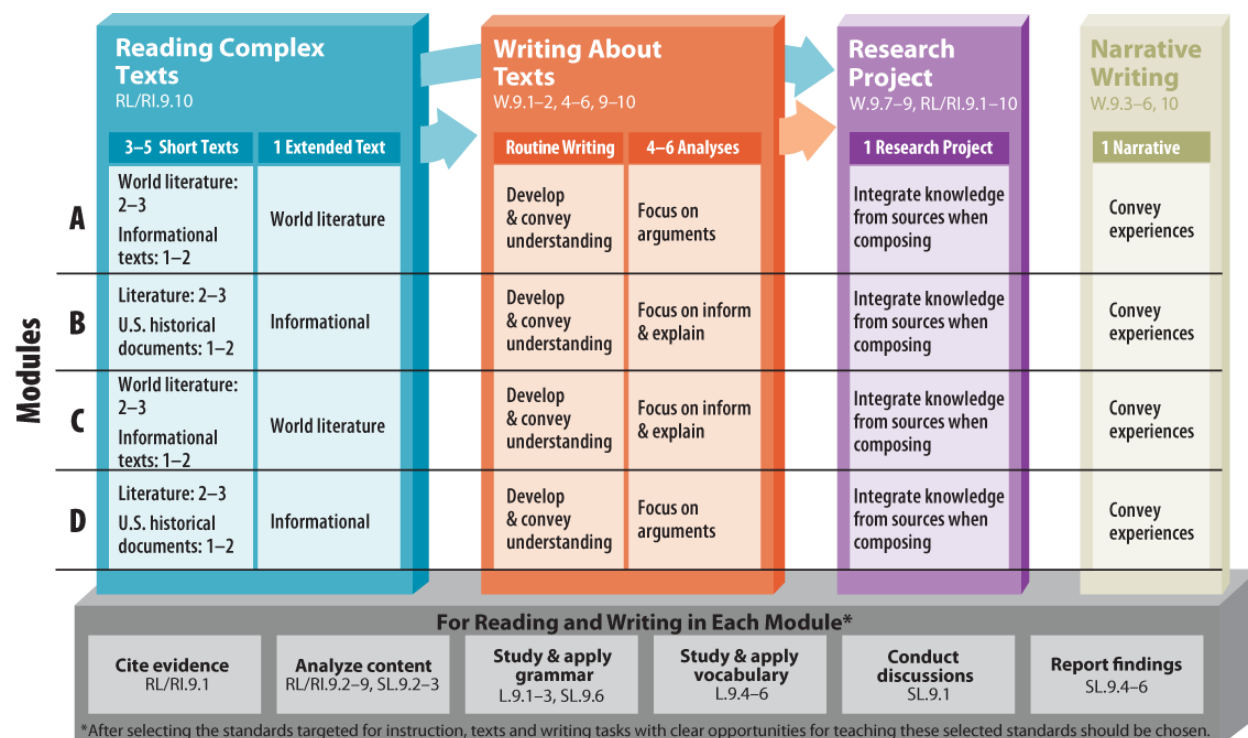 Reading Complex
Texts
RL/RI.9.10
Writing About
Texts
W.9.1–2, 4–6, 9–10
Research
Project
W.9.7–9, RL/RI.9.1–10
Narrative
Writing
W.9.3–6, 10
3–5 Short Texts
1 Extended Text
Routine Writing
4–6 Analyses
1 Research Project
1 Narrative
Modules
A
World literature:
2–3
Informational
texts: 1–2
World literature
Develop
& convey
understanding
Focus on
arguments
Integrate knowledge
from sources when
composing
Convey
experiences
B
Literature: 2–3
U.S. historical
documents: 1–2
Informational
Develop
& convey
understanding
Focus on inform
& explain
Integrate knowledge
from sources when
composing
Convey
experiences
C
World literature:
2–3
Informational
texts: 1–2
World literature
Develop
& convey
understanding
Focus on inform
& explain
Integrate knowledge
from sources when
composing
Convey
experiences
D
Literature: 2–3
U.S. historical
documents: 1–2
Informational
Develop
& convey
understanding
Focus on
arguments
Integrate knowledge
from sources when
composing
Convey
experiences
For Reading and Writing in Each Module*
Cite evidence
RL/RI.9.1
Analyze content
RL/RI.9.2–9, SL.9.2–3
Study & apply
grammar
L.9.1–3, SL.9.6
Study & apply
vocabulary
L.9.4–6
Conduct
discussions
SL.9.1
Report findings
SL.9.4–6
*After selecting the standards targeted for instruction, texts and writing tasks with clear opportunities for teaching these selected standards should be chosen.